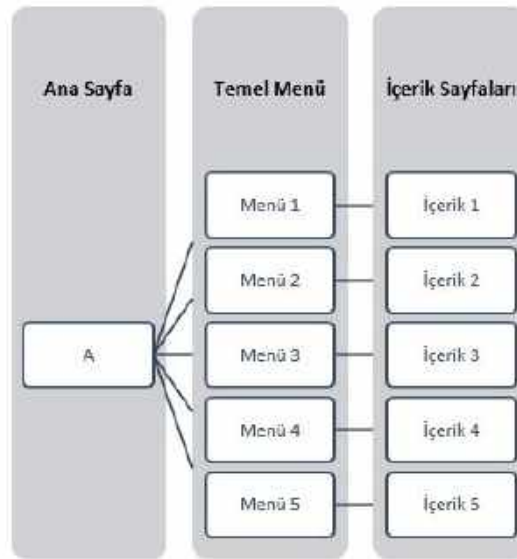 Ana Sayfa
Temel Menü
İçerik Sayfaları
A
Menü 1
Menü 2
Menü 3
Menü 4
Menü 5
İçerik 1
İçerik 2
İçerik 3
İçerik 4
İçerik 5